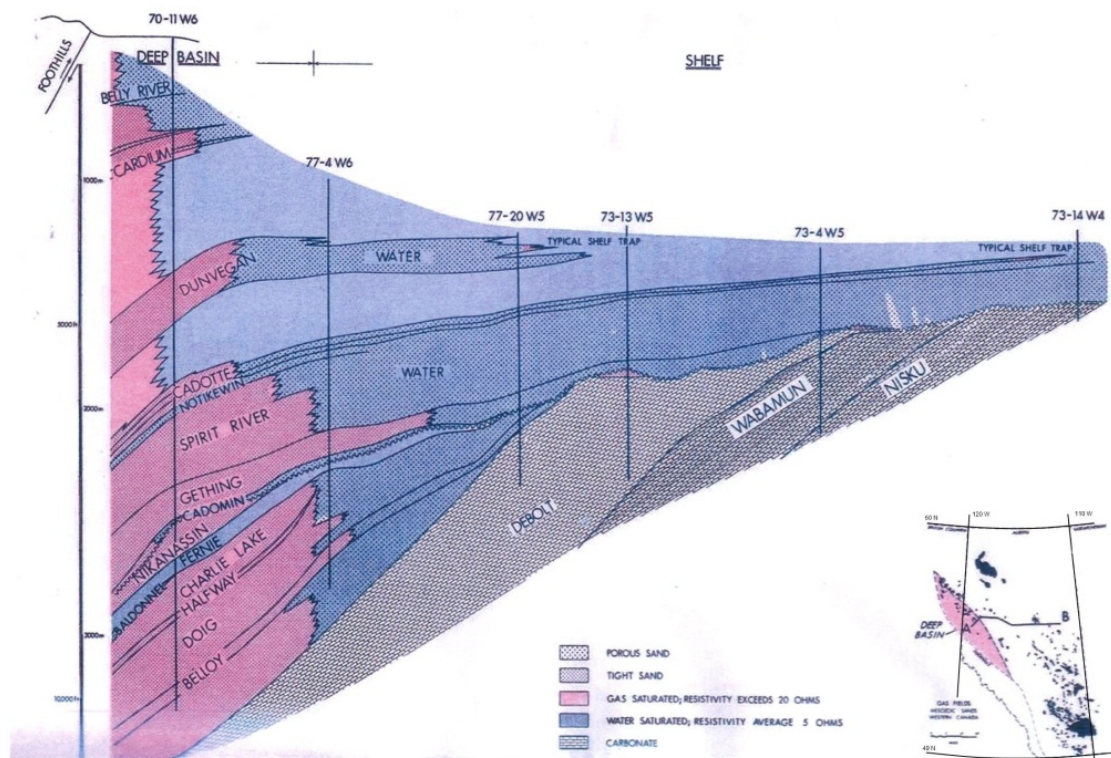 70-11 W6
FOOTHILLS
DEEP BASIN
SHELF
BELLY RIVER
CARDIUM
77-4 W6
1000m
77-20 W5
73-13 W5
73-4 W5
73-14 W4
TYPICAL SHELF TRAP
TYPICAL SHELF TRAP
WATER
DUNVEGAN
3000ft
CADOTTE
NOTIKEWIN
WATER
SPIRIT RIVER
WABAMUN
NISKU
GETHING
CADOMIN
DEBOLT
NIKANASSIN
FERNIE
BALDONNEL
CHARLIE LAKE
HALFWAY
DOIG
BELLOY
3000m
10,000ft
POROUS SAND
TIGHT SAND
GAS SATURATED; RESISTIVITY EXCEEDS 20 OHMS
WATER SATURATED; RESISTIVITY AVERAGE 5 OHMS
CARBONATE
60 N
120 W
110 W
A
B
DEEP
BASIN
GAS FIELDS
MESOZOIC SANDS
WESTERN CANADA